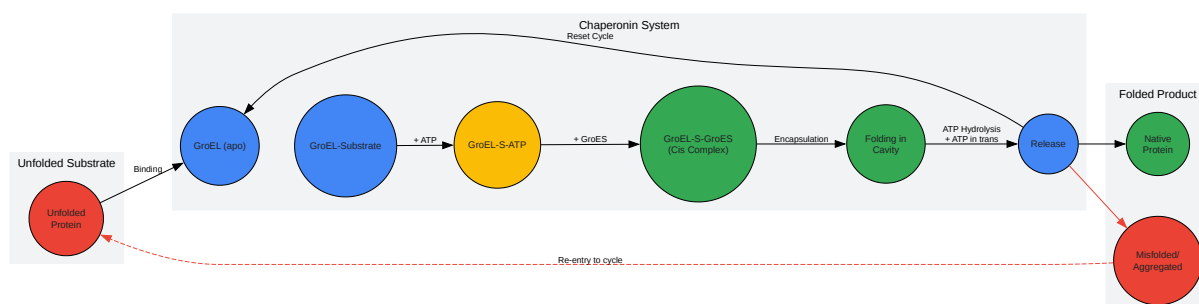 Chaperonin System
Reset Cycle
Unfolded Substrate
Unfolded
Protein
Binding
GroEL (apo)
GroEL-Substrate
+ ATP
GroEL-S-ATP
+ GroES
GroEL-S-GroES
(Cis Complex)
Encapsulation
Folding in
Cavity
ATP Hydrolysis
+ ATP in trans
Release
Folded Product
Native
Protein
Misfolded/
Aggregated
Re-entry to cycle